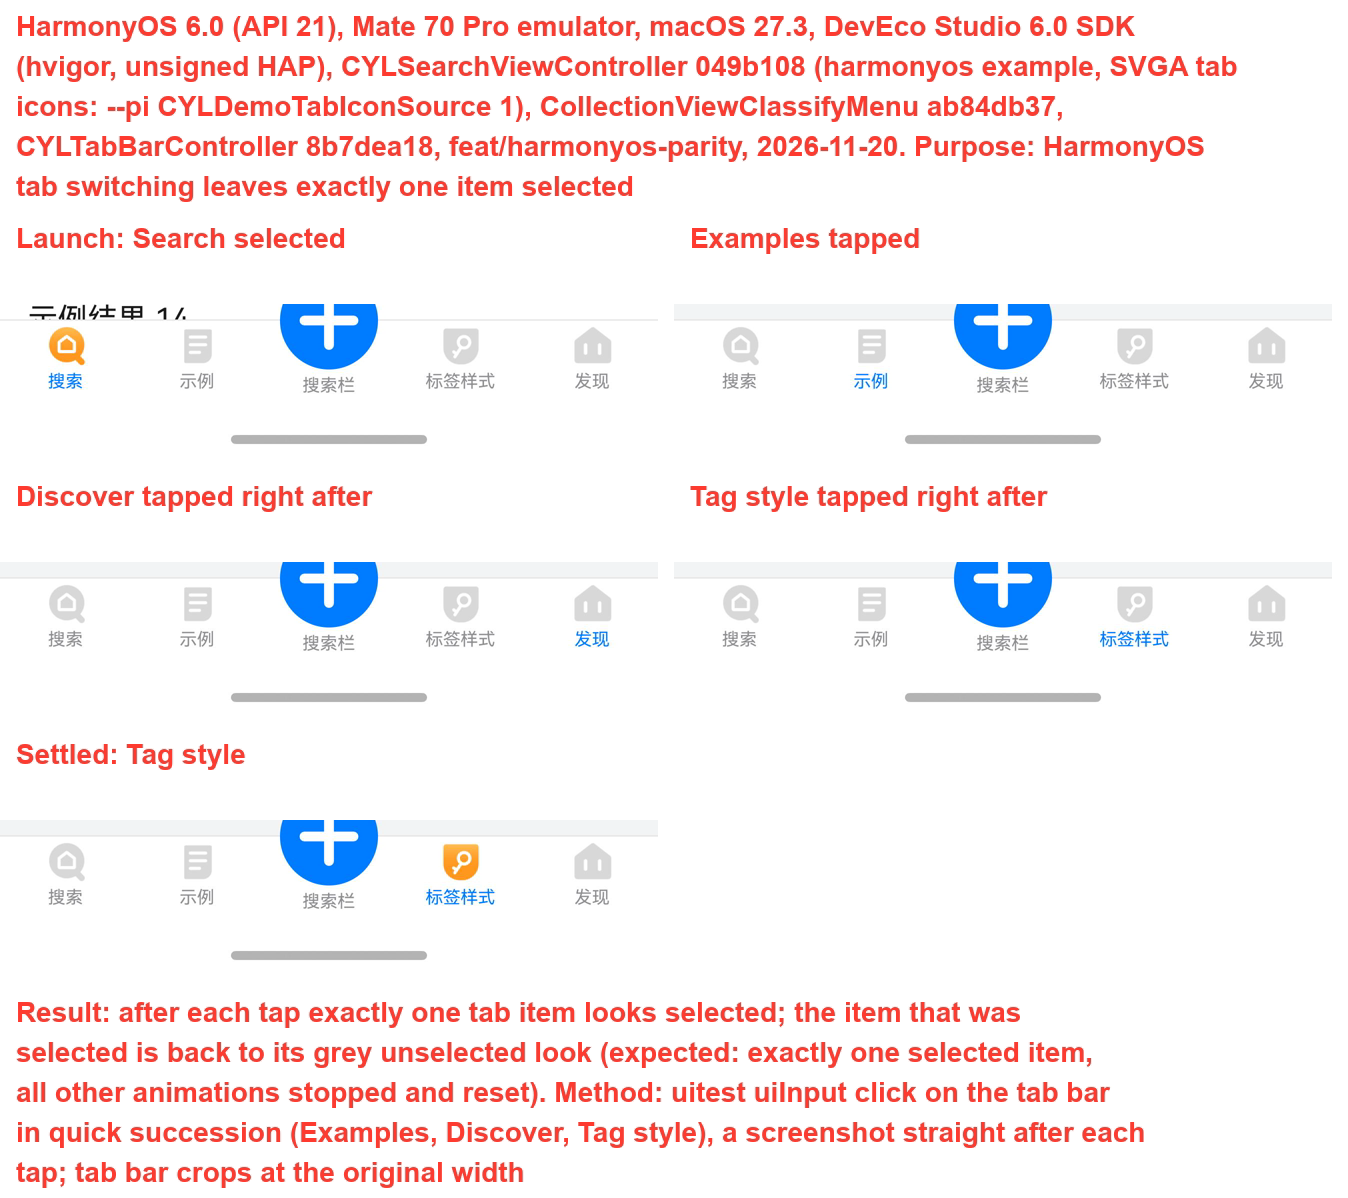 HarmonyOS 6.0 (API 21), Mate 70 Pro emulator, macOS 27.3, DevEco Studio 6.0 SDK
(hvigor, unsigned HAP), CYLSearchViewController 049b108 (harmonyos example, SVGA tab
icons: --pi CYLDemoTabIconSource 1), CollectionViewClassifyMenu ab84db37,
CYLTabBarController 8b7dea18, feat/harmonyos-parity, 2026-11-20. Purpose: HarmonyOS
tab switching leaves exactly one item selected
Launch: Search selected
示例结果 14
搜索 示例 搜索栏 标签样式 发现
Examples tapped
搜索 示例 搜索栏 标签样式 发现
Discover tapped right after
搜索 示例 搜索栏 标签样式 发现
Tag style tapped right after
搜索 示例 搜索栏 标签样式 发现
Settled: Tag style
搜索 示例 搜索栏 标签样式 发现
Result: after each tap exactly one tab item looks selected; the item that was
selected is back to its grey unselected look (expected: exactly one selected item,
all other animations stopped and reset). Method: uitest uiInput click on the tab bar
in quick succession (Examples, Discover, Tag style), a screenshot straight after each
tap; tab bar crops at the original width